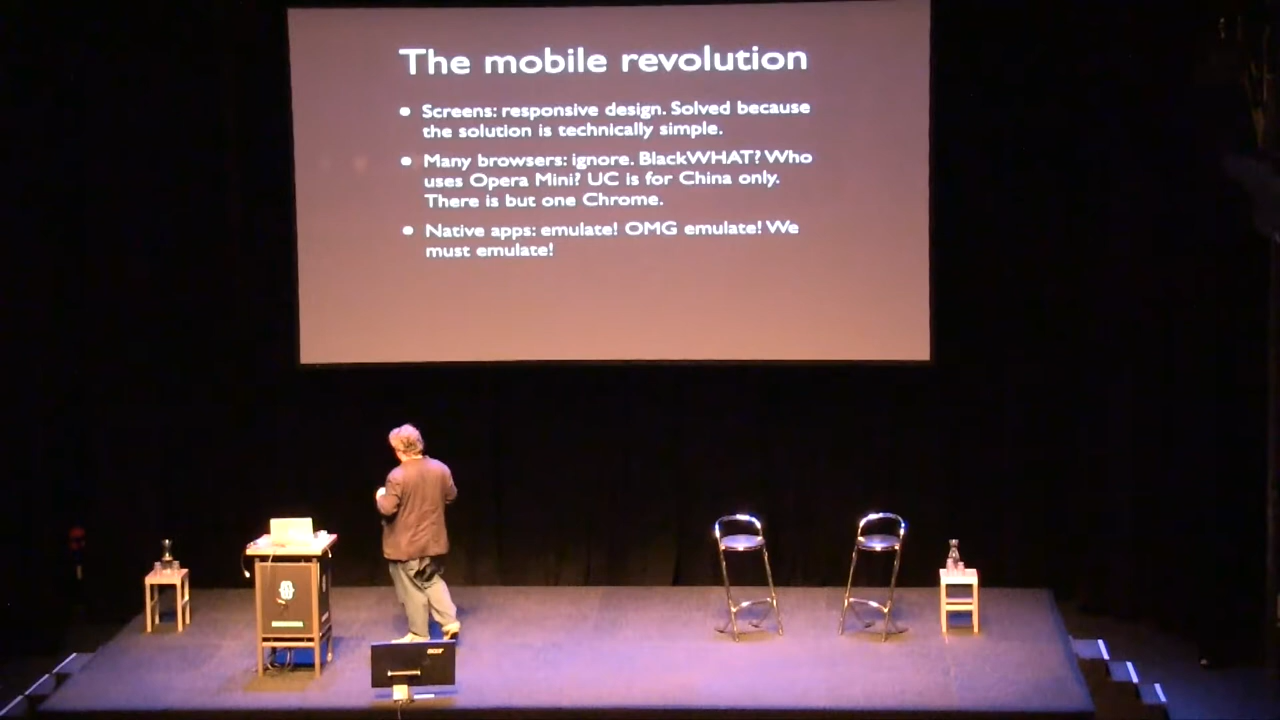 The mobile revolution
• Screens: responsive design. Solved because
the solution is technically simple.
• Many browsers: ignore. BlackWHAT? Who
uses Opera Mini? UC is for China only.
There is but one Chrome.
• Native apps: emulate! OMG emulate! We
must emulate!
acer